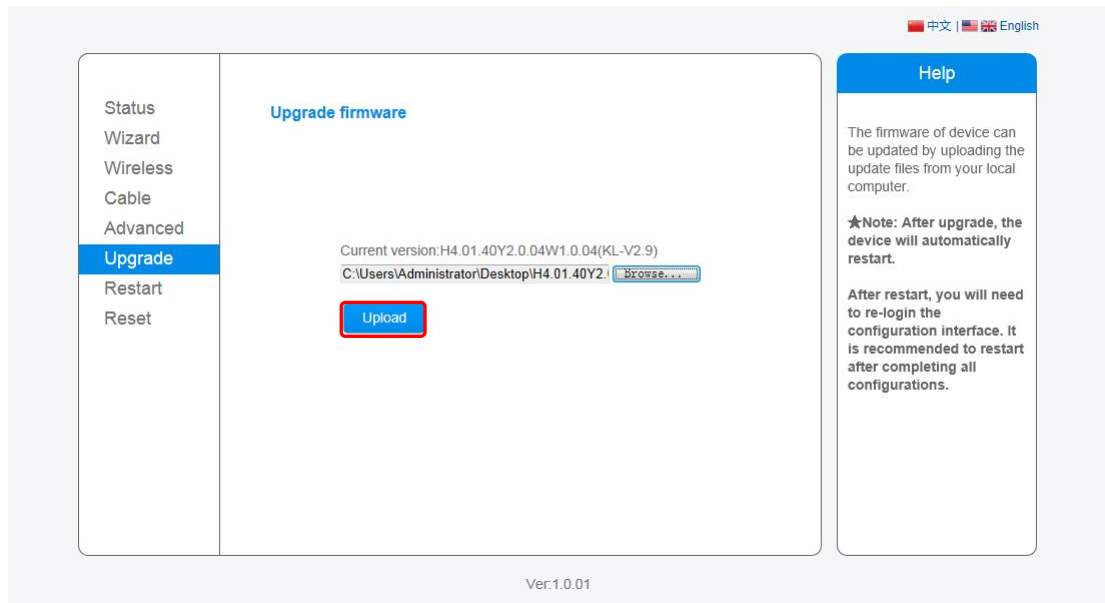 中文 | English
Status
Wizard
Wireless
Cable
Advanced
Upgrade
Restart
Reset
Upgrade firmware
Current version:H4.01.40Y2.0.04W1.0.04(KL-V2.9)
C:\Users\Administrator\Desktop\H4.01.40Y2.
Browse...
Upload
Help
The firmware of device can
be updated by uploading the
update files from your local
computer.
★Note: After upgrade, the
device will automatically
restart.
After restart, you will need
to re-login the
configuration interface. It
is recommended to restart
after completing all
configurations.
Ver:1.0.01